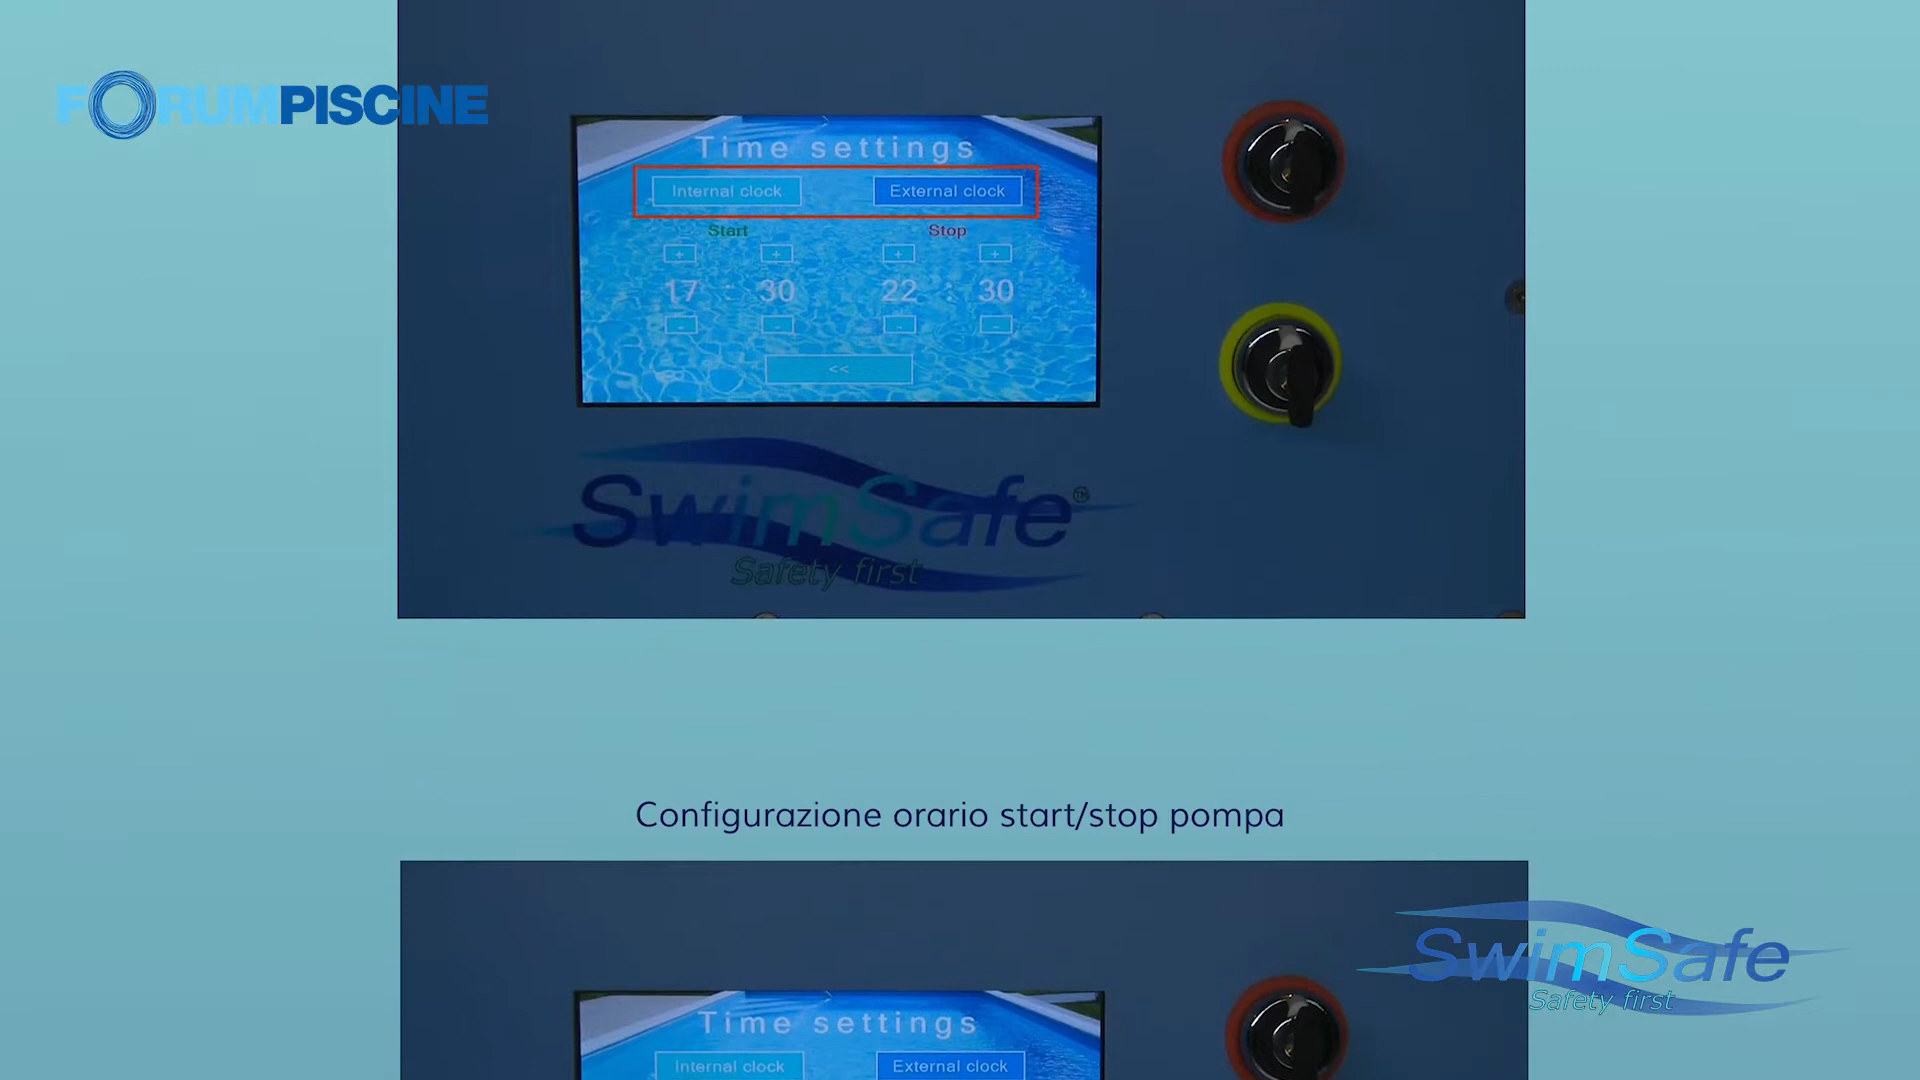 FORUMPISCINE
Time settings
Internal clock External clock
Start Stop
+ + + +
17 : 30 22 : 30
- - - -
<<
SwimSafe™
Safety first
Configurazione orario start/stop pompa
Time settings
Internal clock External clock
SwimSafe
Safety first